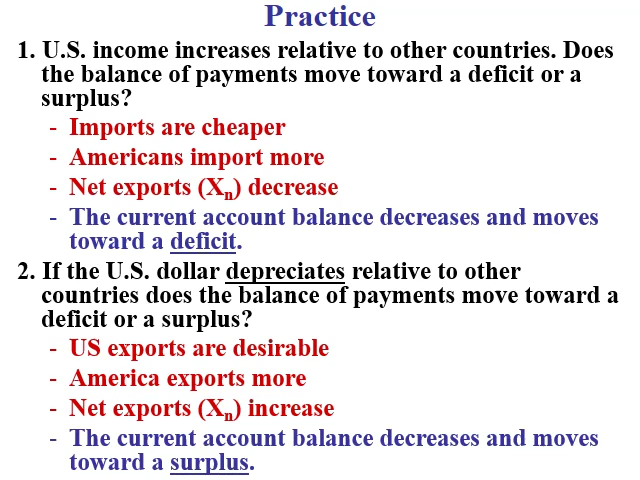 Practice
1. U.S. income increases relative to other countries. Does
the balance of payments move toward a deficit or a
surplus?
- Imports are cheaper
- Americans import more
- Net exports (Xn) decrease
- The current account balance decreases and moves
toward a deficit.
2. If the U.S. dollar depreciates relative to other
countries does the balance of payments move toward a
deficit or a surplus?
- US exports are desirable
- America exports more
- Net exports (Xn) increase
- The current account balance decreases and moves
toward a surplus.